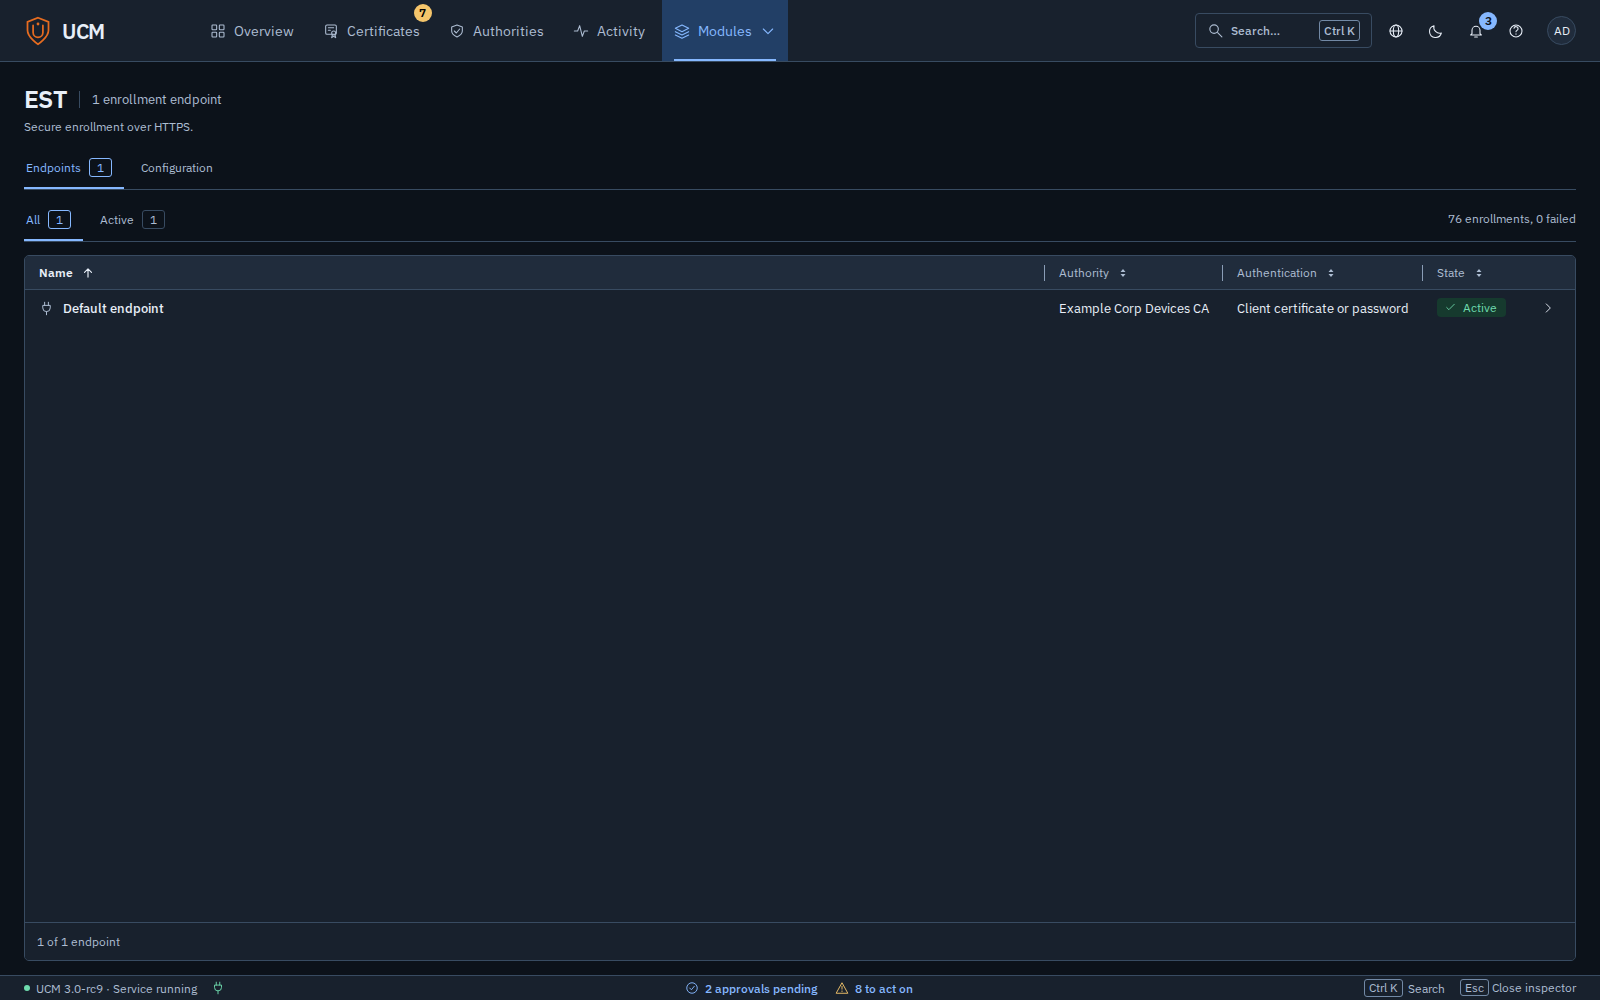 UCM
Overview
Certificates
7
Authorities
Activity
Modules
Search...
Ctrl K
3
AD
EST
1 enrollment endpoint
Secure enrollment over HTTPS.
Endpoints 1
Configuration
All 1
Active 1
76 enrollments, 0 failed
Name
Authority
Authentication
State
Default endpoint
Example Corp Devices CA
Client certificate or password
Active
1 of 1 endpoint
UCM 3.0-rc9 · Service running
2 approvals pending
8 to act on
Ctrl K Search
Esc Close inspector